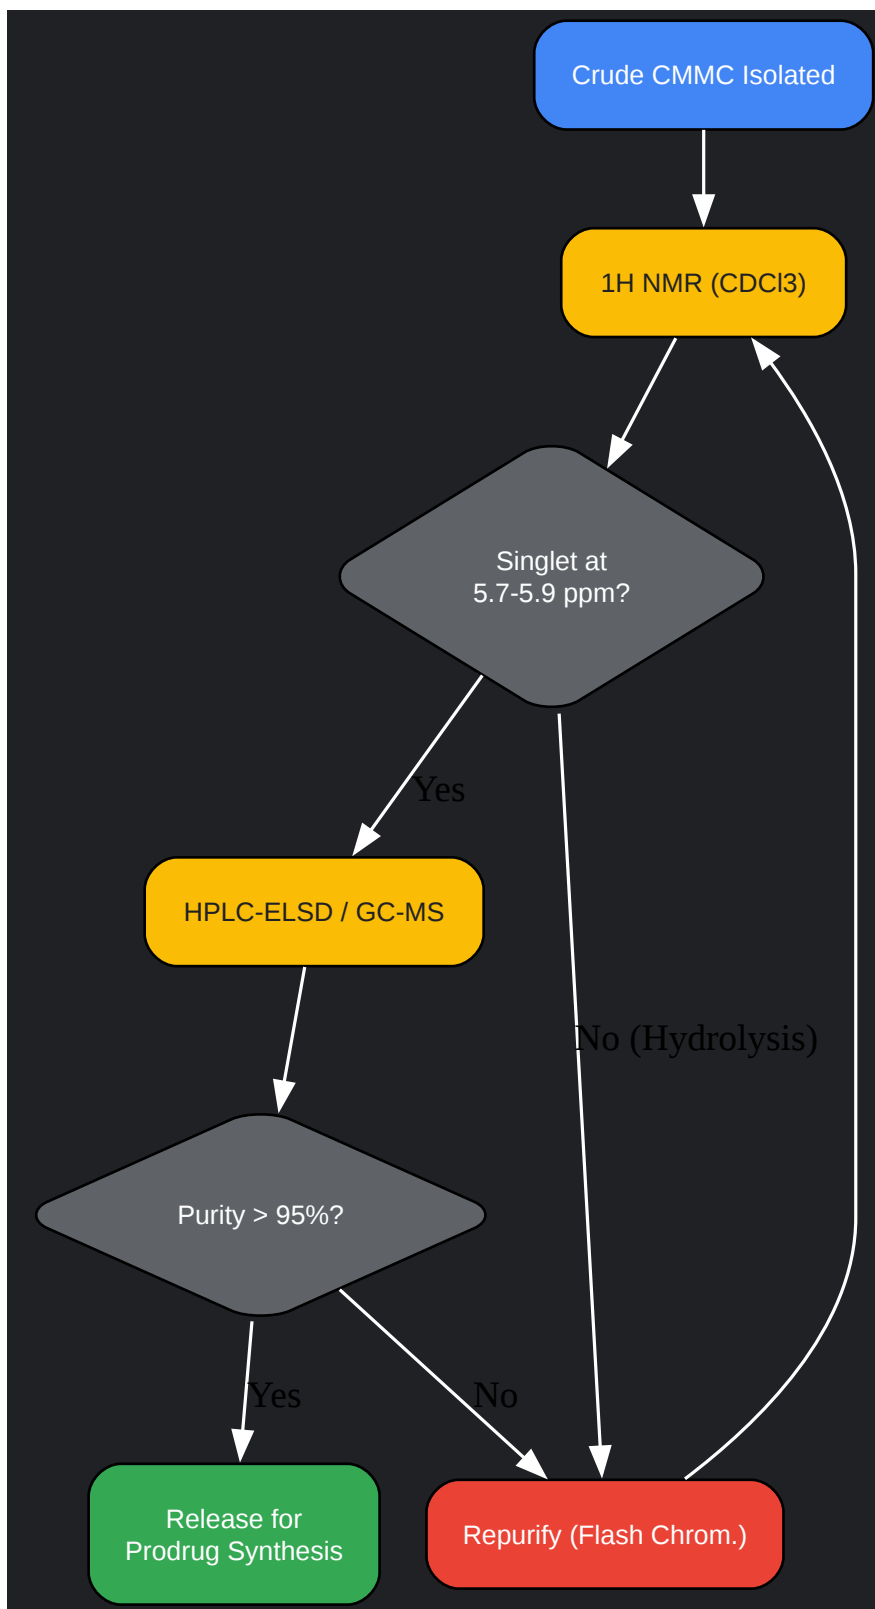 Crude CMMC Isolated
1H NMR (CDCl3)
Singlet at
5.7-5.9 ppm?
Yes
HPLC-ELSD / GC-MS
No (Hydrolysis)
Purity > 95%?
Yes
No
Release for
Prodrug Synthesis
Repurify (Flash Chrom.)